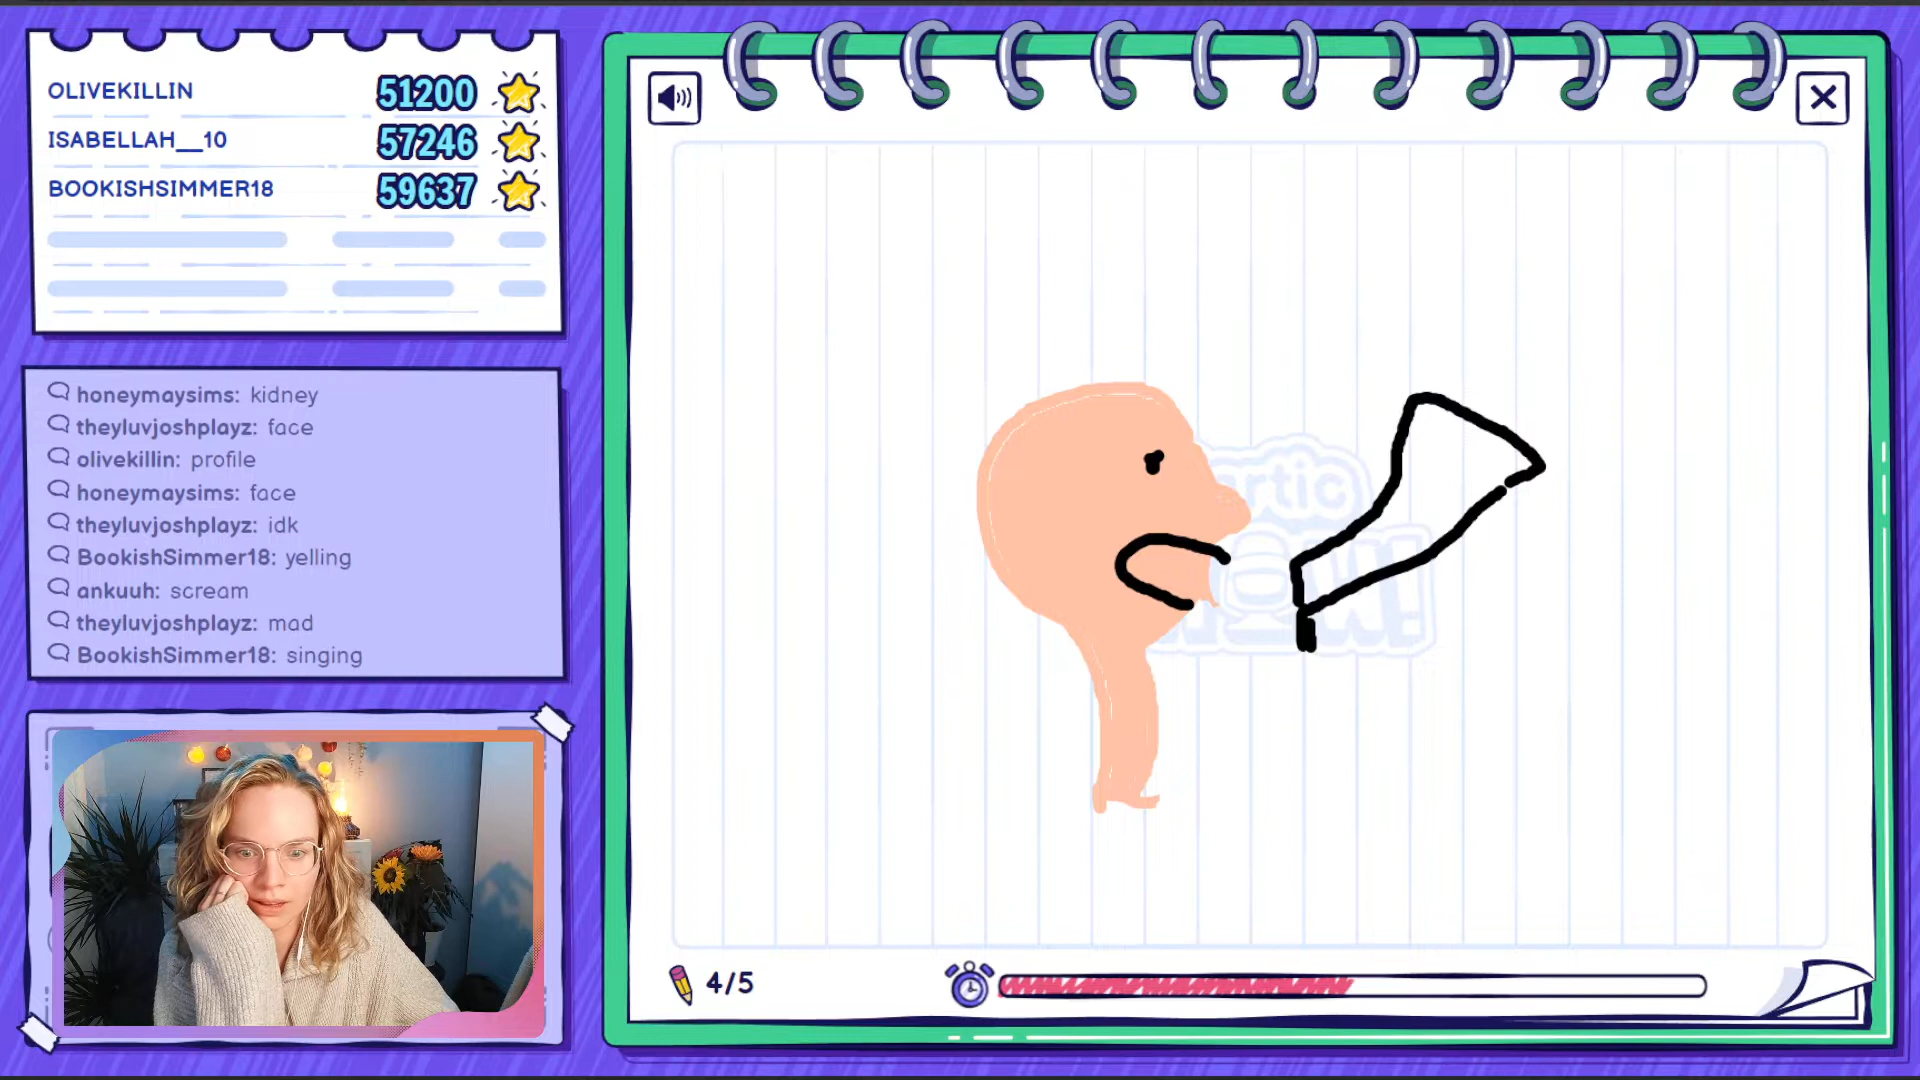 OLIVEKILLIN 51200
ISABELLAH__10 57246
BOOKISHSIMMER18 59637
honeymaysims: kidney
theyluvjoshplayz: face
olivekillin: profile
honeymaysims: face
theyluvjoshplayz: idk
BookishSimmer18: yelling
ankuuh: scream
theyluvjoshplayz: mad
BookishSimmer18: singing
artic
4/5